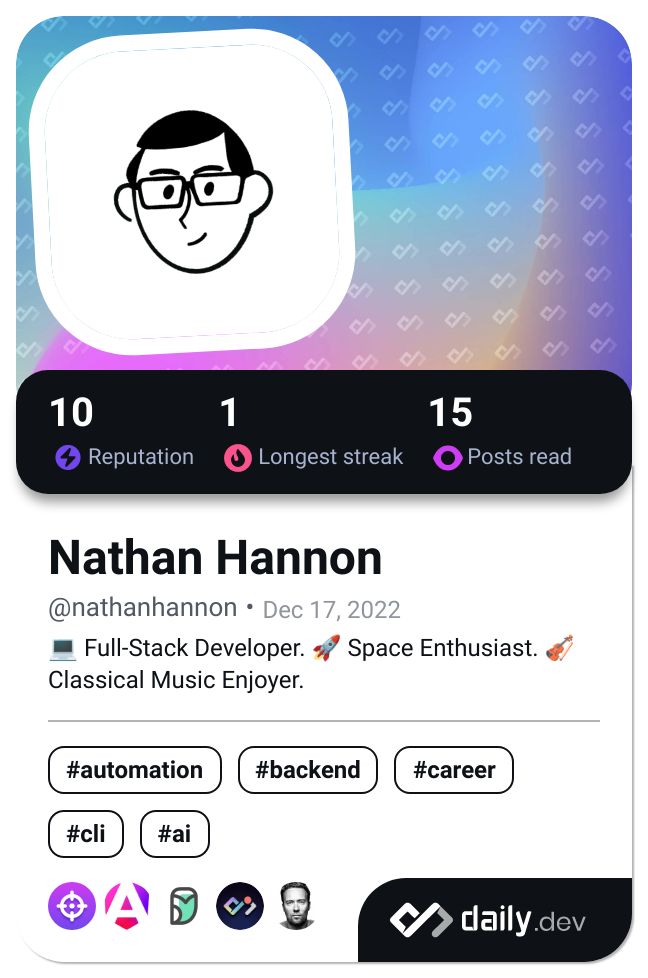 10 1 15
Reputation Longest streak Posts read
Nathan Hannon
@nathanhannon • Dec 17, 2022
💻 Full-Stack Developer. 🚀 Space Enthusiast. 🎻
Classical Music Enjoyer.
#automation #backend #career
#cli #ai
daily.dev